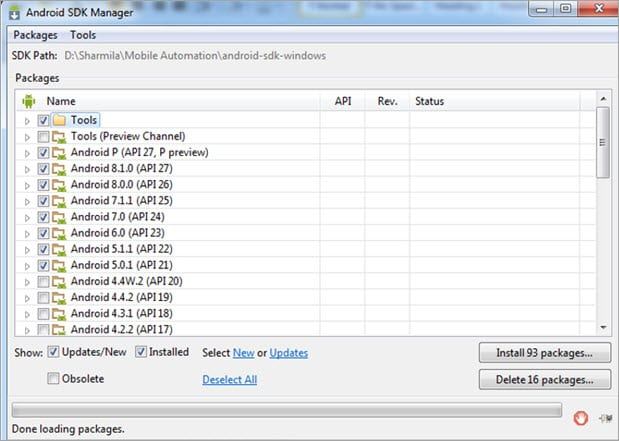 Android SDK Manager
Packages Tools
SDK Path: D:\Sharmila\Mobile Automation\android-sdk-windows
Packages
Name API Rev. Status
Tools
Tools (Preview Channel)
Android P (API 27, P preview)
Android 8.1.0 (API 27)
Android 8.0.0 (API 26)
Android 7.1.1 (API 25)
Android 7.0 (API 24)
Android 6.0 (API 23)
Android 5.1.1 (API 22)
Android 5.0.1 (API 21)
Android 4.4W.2 (API 20)
Android 4.4.2 (API 19)
Android 4.3.1 (API 18)
Android 4.2.2 (API 17)
Show: Updates/New Installed Select New or Updates Install 93 packages...
Obsolete Deselect All Delete 16 packages...
Done loading packages.